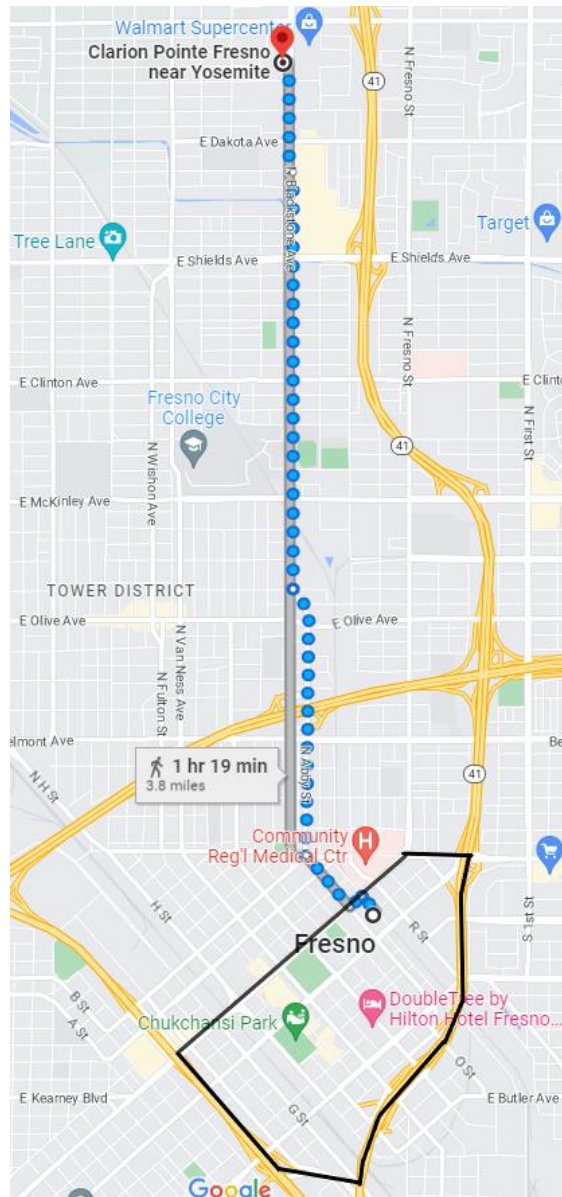 Walmart Supercenter
Clarion Pointe Fresno
near Yosemite
N Fresno St
41
E Dakota Ave
N Blackstone Ave
Tree Lane
Target
E Shields Ave
E Shields Ave
N Fresno St
E Clinton Ave
E Clint
Fresno City
College
N First St
41
N Wishon Ave
E McKinley Ave
TOWER DISTRICT
E Olive Ave
E Olive Ave
N Van Ness Ave
N Fulton St
elmont Ave
Be
1 hr 19 min
3.8 miles
N Abby St
41
N H St
Community
Reg'l Medical Ctr
H
H St
R St
S 1st St
Fresno
B St
A St
DoubleTree by
Hilton Hotel Fresno...
Chukchansi Park
O St
E Kearney Blvd
G St
E Butler Ave
Google